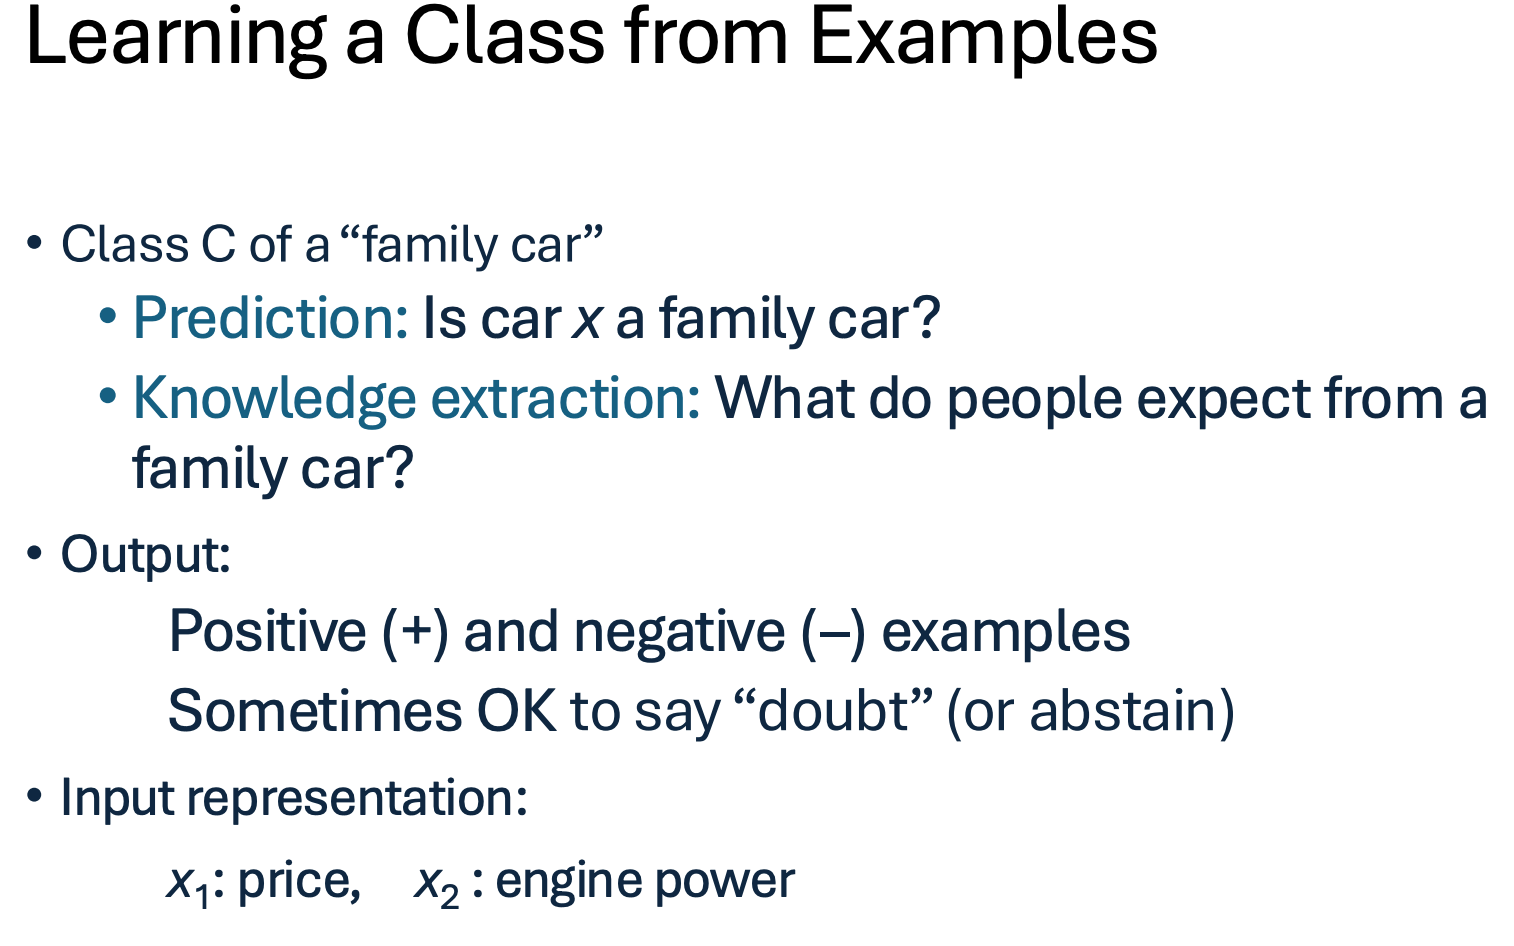 Learning a Class from Examples
• Class C of a “family car”
• Prediction: Is car x a family car?
• Knowledge extraction: What do people expect from a
family car?
• Output:
Positive (+) and negative (–) examples
Sometimes OK to say “doubt” (or abstain)
• Input representation:
x₁: price, x₂ : engine power